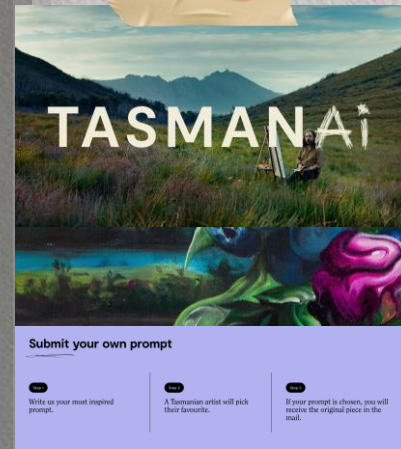 TASMANAi
Submit your own prompt
Step 1
Write us your most inspired
prompt.
Step 2
A Tasmanian artist will pick
their favourite.
Step 3
If your prompt is chosen, you will
receive the original piece in the
mail.